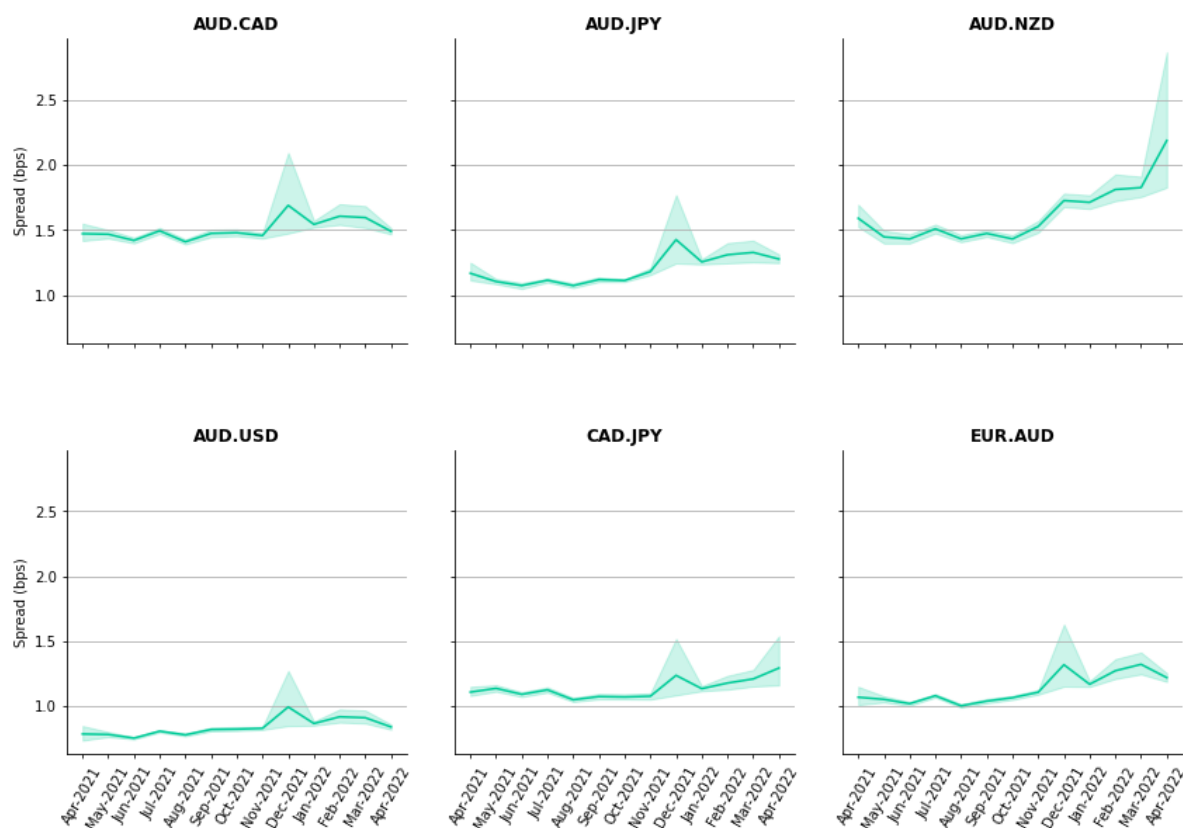 AUD.CAD
AUD.JPY
AUD.NZD
Spread (bps)
2.5
2.0
1.5
1.0
AUD.USD
CAD.JPY
EUR.AUD
Spread (bps)
2.5
2.0
1.5
1.0
Apr-2021
May-2021
Jun-2021
Jul-2021
Aug-2021
Sep-2021
Oct-2021
Nov-2021
Dec-2021
Jan-2022
Feb-2022
Mar-2022
Apr-2022
Apr-2021
May-2021
Jun-2021
Jul-2021
Aug-2021
Sep-2021
Oct-2021
Nov-2021
Dec-2021
Jan-2022
Feb-2022
Mar-2022
Apr-2022
Apr-2021
May-2021
Jun-2021
Jul-2021
Aug-2021
Sep-2021
Oct-2021
Nov-2021
Dec-2021
Jan-2022
Feb-2022
Mar-2022
Apr-2022